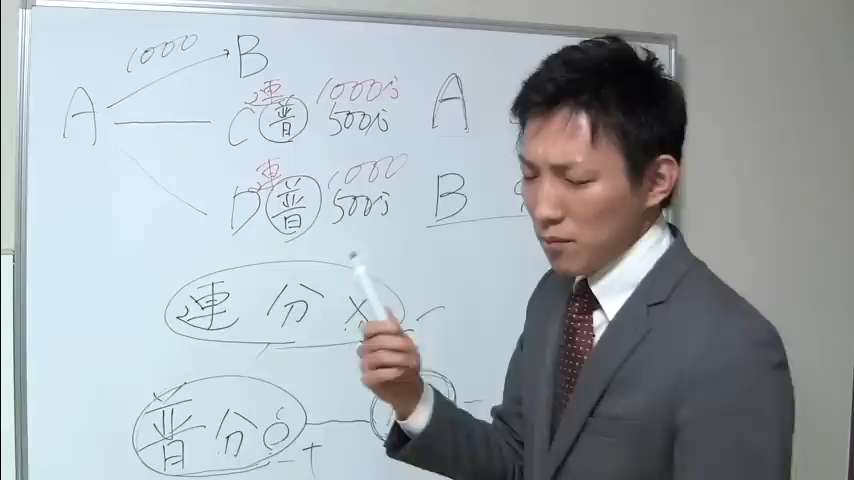 1000 B
A
連 1000万
C 普 500万 A
連 1000
D 普 500万 B
連 分 ×
普 分 ○